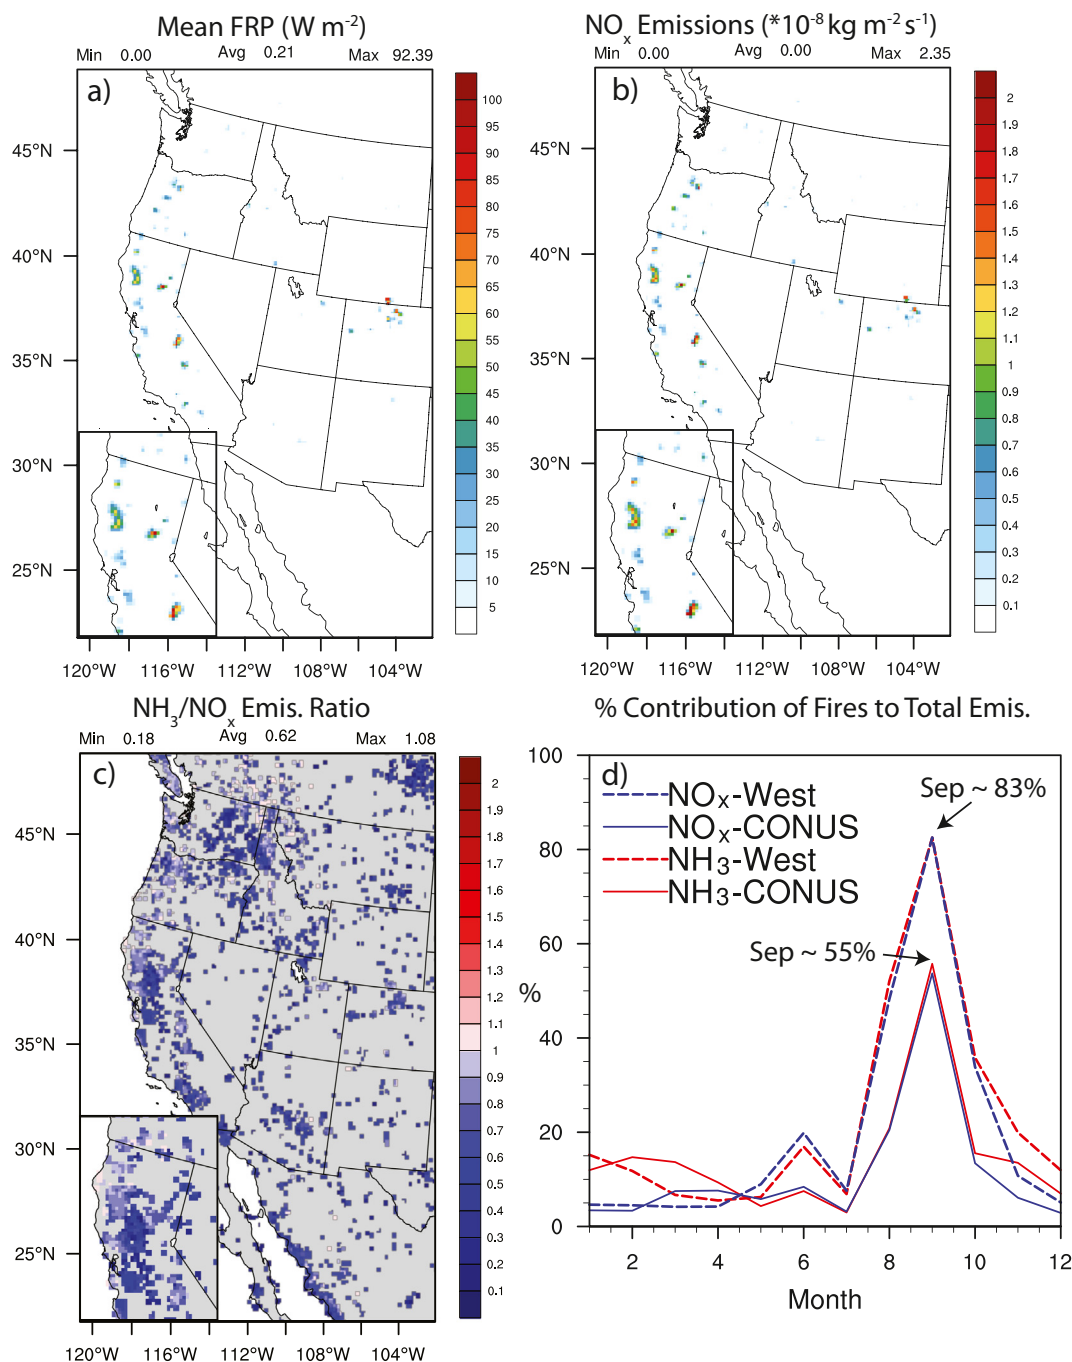 Mean FRP (W m⁻²)
Min 0.00 Avg 0.21 Max 92.39
a)
45°N
40°N
35°N
30°N
25°N
120°W 116°W 112°W 108°W 104°W
100
95
90
85
80
75
70
65
60
55
50
45
40
35
30
25
20
15
10
5
NOₓ Emissions (*10⁻⁸ kg m⁻² s⁻¹)
Min 0.00 Avg 0.00 Max 2.35
b)
45°N
40°N
35°N
30°N
25°N
120°W 116°W 112°W 108°W 104°W
2
1.9
1.8
1.7
1.6
1.5
1.4
1.3
1.2
1.1
1
0.9
0.8
0.7
0.6
0.5
0.4
0.3
0.2
0.1
NH₃/NOₓ Emis. Ratio
Min 0.18 Avg 0.62 Max 1.08
c)
45°N
40°N
35°N
30°N
25°N
120°W 116°W 112°W 108°W 104°W
2
1.9
1.8
1.7
1.6
1.5
1.4
1.3
1.2
1.1
1
0.9
0.8
0.7
0.6
0.5
0.4
0.3
0.2
0.1
% Contribution of Fires to Total Emis.
d)
NOₓ-West
NOₓ-CONUS
NH₃-West
NH₃-CONUS
Sep ~ 83%
Sep ~ 55%
%
100
80
60
40
20
0
2 4 6 8 10 12
Month